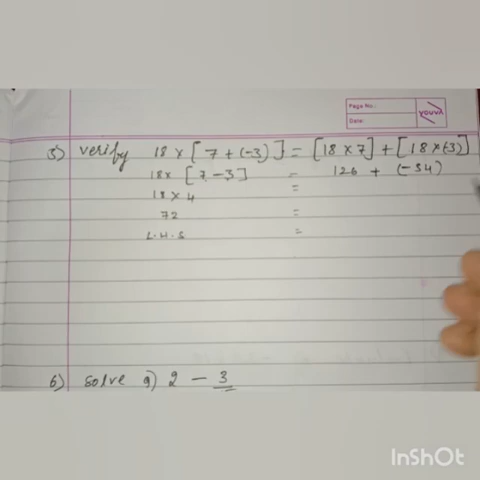 Page No.:
Date:
YOUVA
5) verify 18 × [ 7 + (-3) ] = [18 × 7] + [18 × (-3)]
18 × [ 7 - 3 ] = 126 + (-54)
18 × 4 =
72 =
L.H.S =
6) solve a) 2 - 3
InShOt